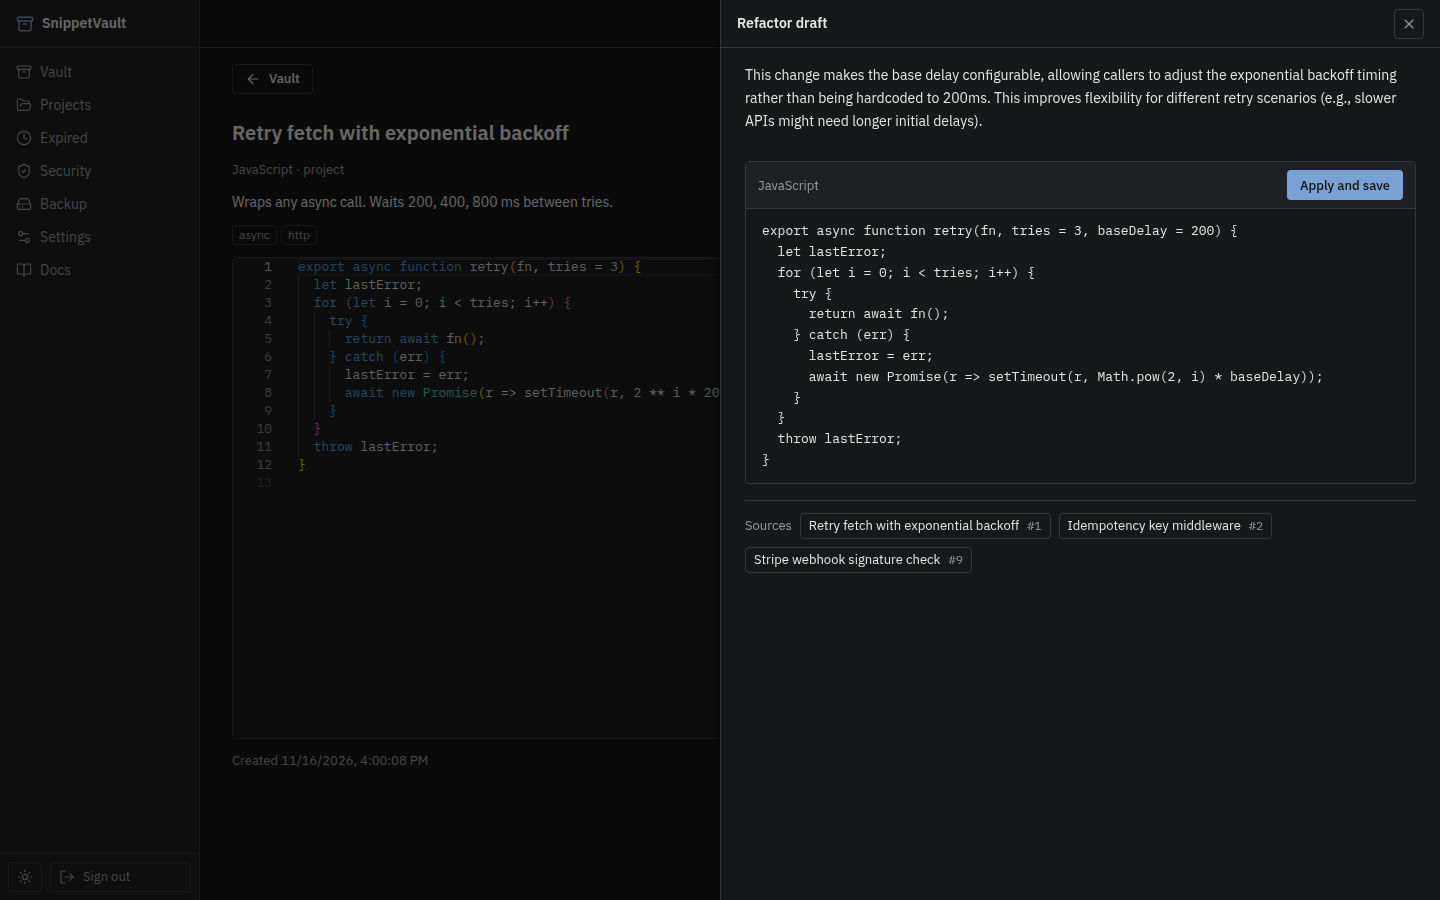 SnippetVault
Vault
Projects
Expired
Security
Backup
Settings
Docs
Sign out
Vault
Retry fetch with exponential backoff
JavaScript · project
Wraps any async call. Waits 200, 400, 800 ms between tries.
async
http
1 export async function retry(fn, tries = 3) {
2 let lastError;
3 for (let i = 0; i < tries; i++) {
4 try {
5 return await fn();
6 } catch (err) {
7 lastError = err;
8 await new Promise(r => setTimeout(r, 2 ** i * 20
9 }
10 }
11 throw lastError;
12 }
13
Created 11/16/2026, 4:00:08 PM
Refactor draft
This change makes the base delay configurable, allowing callers to adjust the exponential backoff timing
rather than being hardcoded to 200ms. This improves flexibility for different retry scenarios (e.g., slower
APIs might need longer initial delays).
JavaScript
Apply and save
export async function retry(fn, tries = 3, baseDelay = 200) {
let lastError;
for (let i = 0; i < tries; i++) {
try {
return await fn();
} catch (err) {
lastError = err;
await new Promise(r => setTimeout(r, Math.pow(2, i) * baseDelay));
}
}
throw lastError;
}
Sources
Retry fetch with exponential backoff #1
Idempotency key middleware #2
Stripe webhook signature check #9